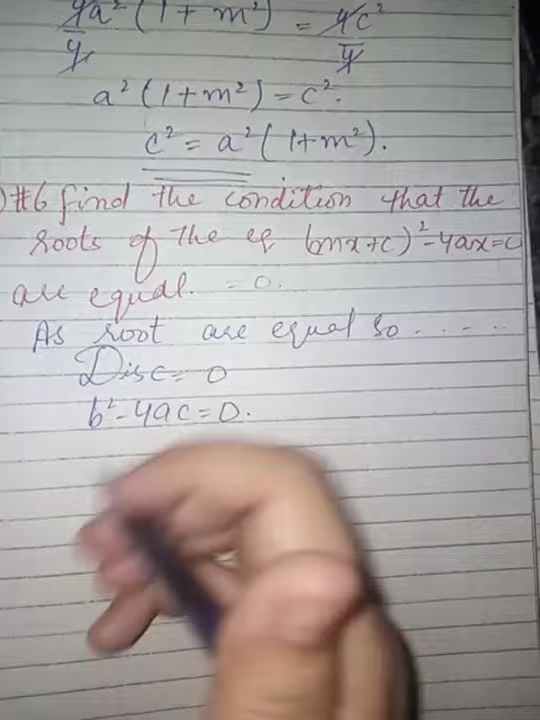 4a² (1 + m²) = 4c²
4 4
a² (1+m²) = c².
c² = a² (1+m²).
)#6 find the condition that the
roots of the eq (mx+c)²-4ax=0
are equal. = 0.
As root are equal so .....
Disc = 0
b²-4ac=0.